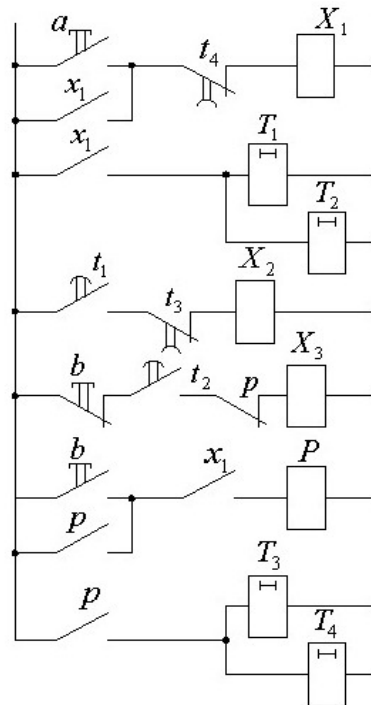 a
t₄
X₁
x₁
x₁
T₁
T₂
t₁
t₃
X₂
b
t₂
p
X₃
b
x₁
P
p
p
T₃
T₄